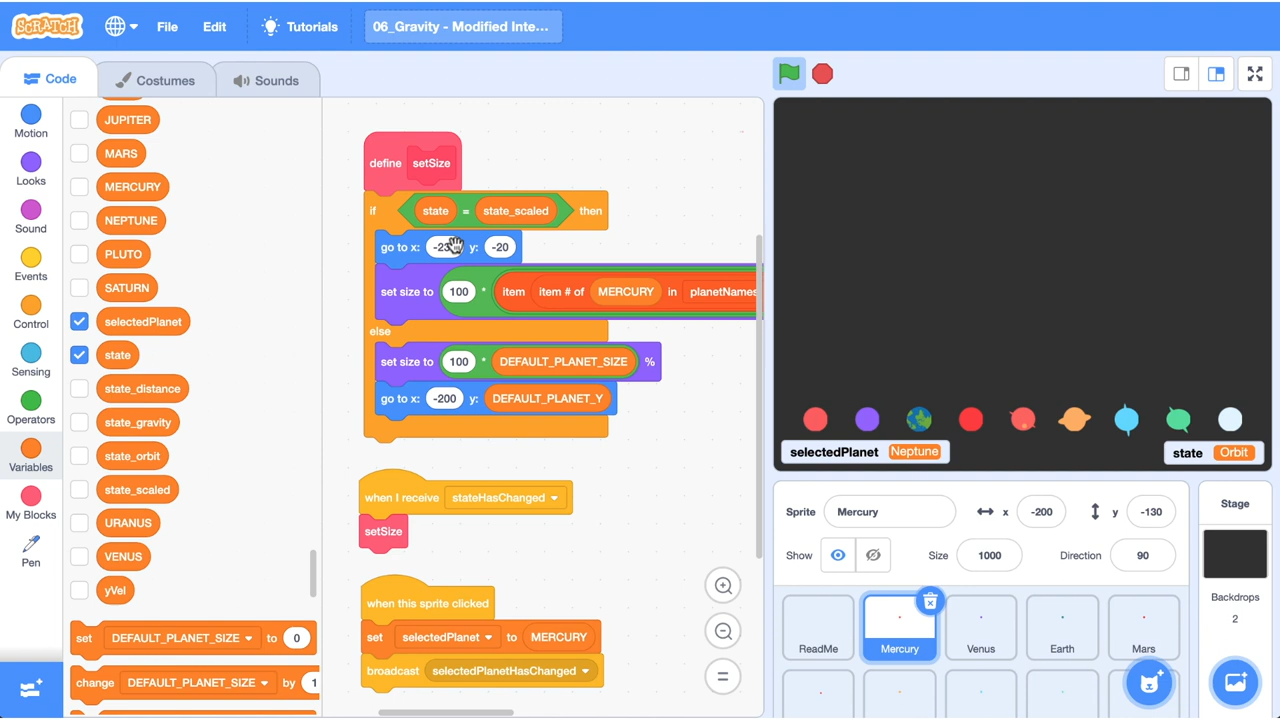 SCRATCH File Edit Tutorials 06_Gravity - Modified Inte...
Code Costumes Sounds
Motion
Looks
Sound
Events
Control
Sensing
Operators
Variables
My Blocks
Pen
JUPITER
MARS
MERCURY
NEPTUNE
PLUTO
SATURN
selectedPlanet
state
state_distance
state_gravity
state_orbit
state_scaled
URANUS
VENUS
yVel
set DEFAULT_PLANET_SIZE to 0
change DEFAULT_PLANET_SIZE by 1
define setSize
if state = state_scaled then
go to x: y: -20
set size to 100 * item item # of MERCURY in planetNames
else
set size to 100 * DEFAULT_PLANET_SIZE %
go to x: -200 y: DEFAULT_PLANET_Y
when I receive stateHasChanged
setSize
when this sprite clicked
set selectedPlanet to MERCURY
broadcast selectedPlanetHasChanged
selectedPlanet Neptune
state Orbit
Sprite Mercury x -200 y -130
Show Size 1000 Direction 90
ReadMe
Mercury
Venus
Earth
Mars
Stage
Backdrops
2